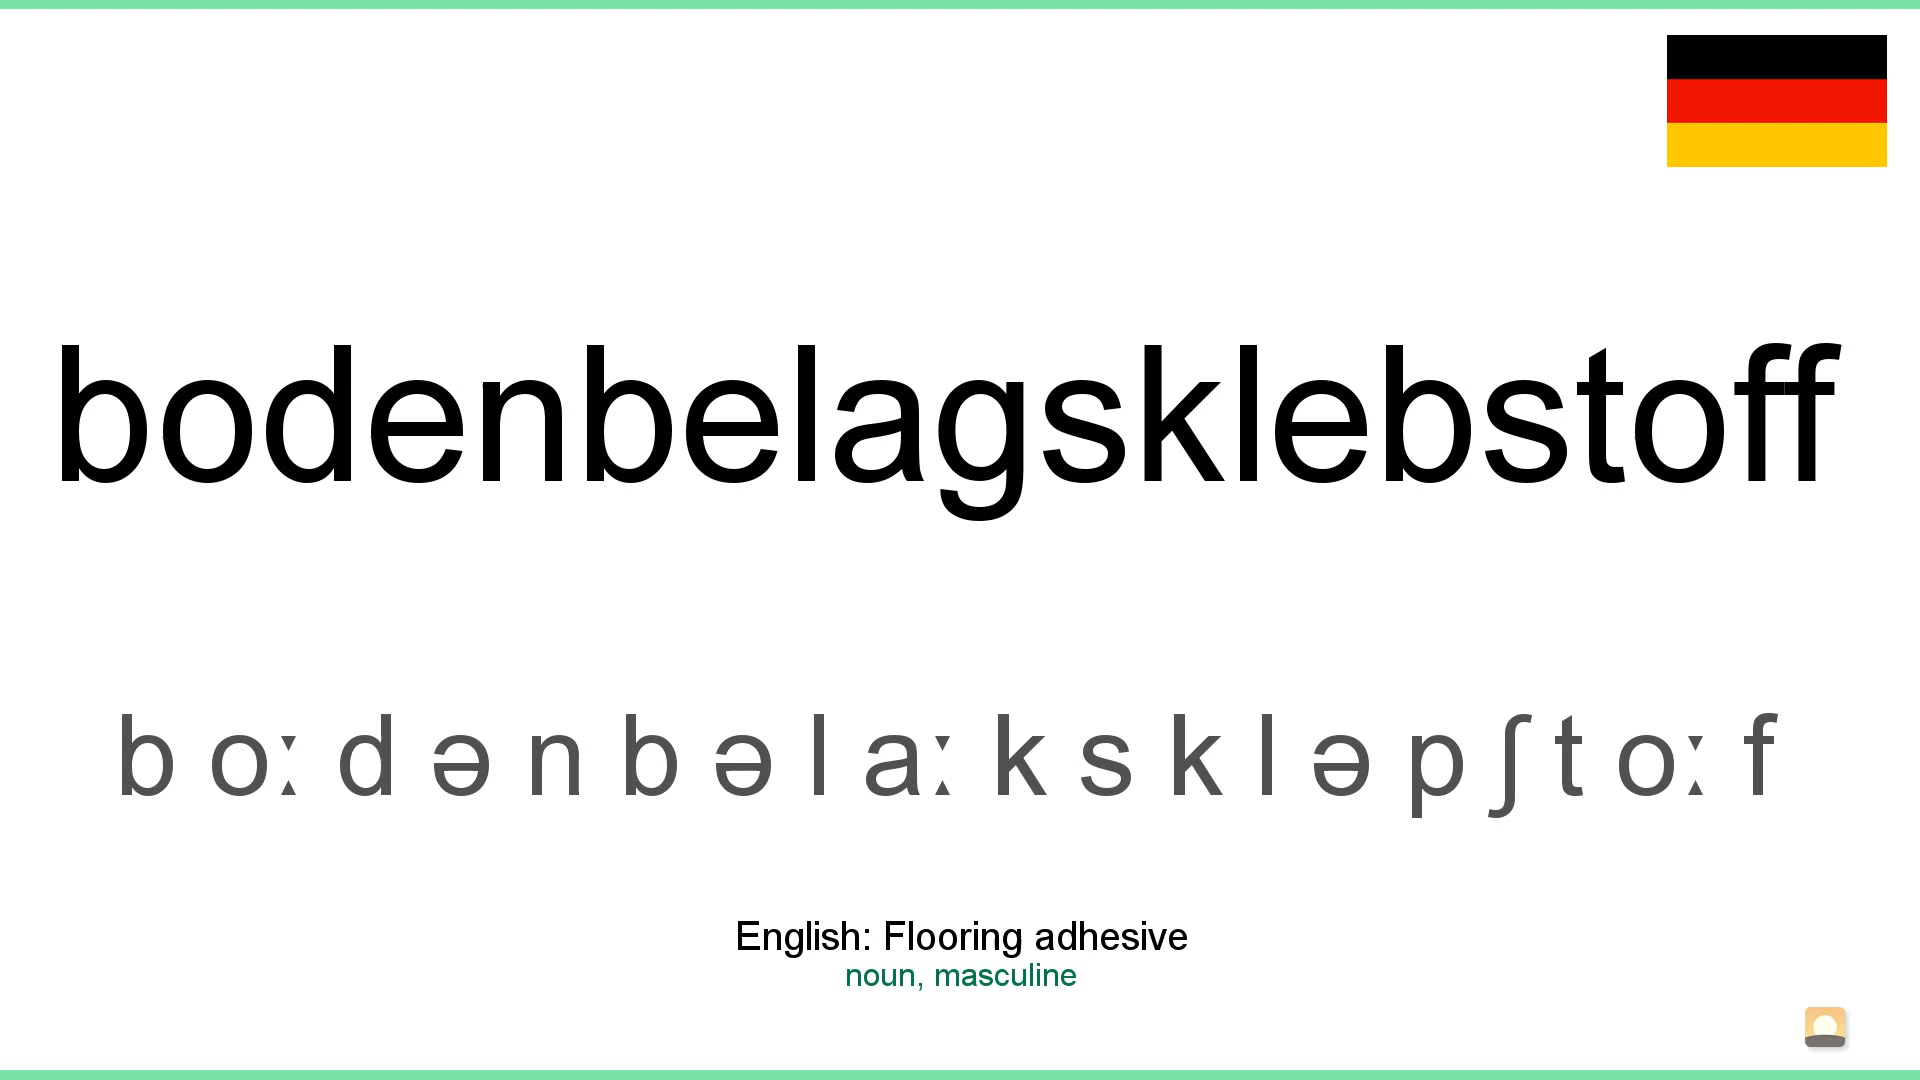 bodenbelagsklebstoff
b oː d ə n b ə l aː k s k l ə p ʃ t oː f
English: Flooring adhesive
noun, masculine